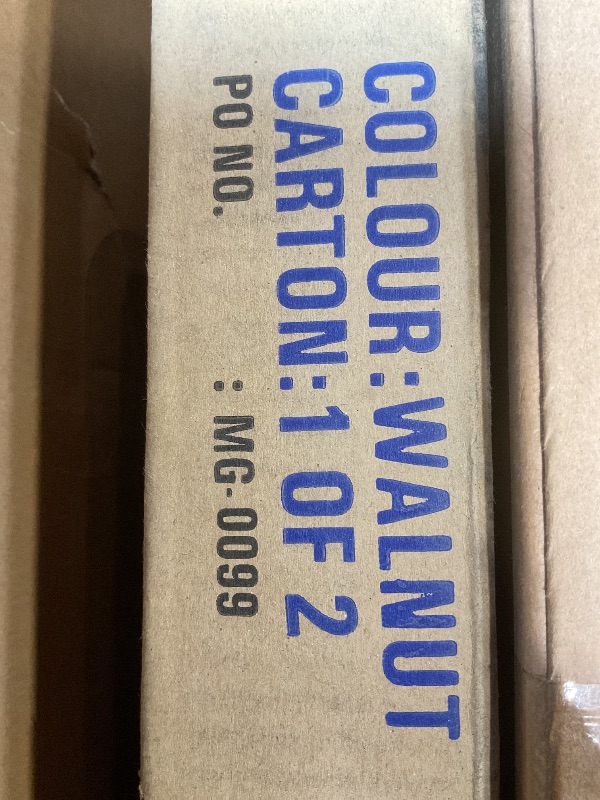 COLOUR:WALNUT
CARTON:1 OF 2
PO NO. : MG-0099